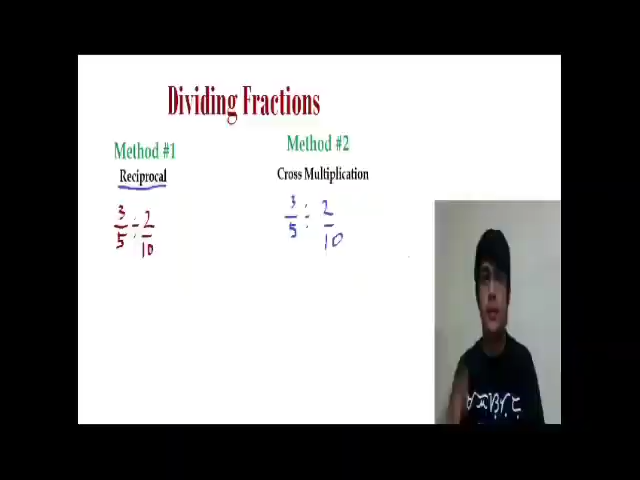 Dividing Fractions
Method #1
Reciprocal
3/5 ÷ 2/10
Method #2
Cross Multiplication
3/5 ÷ 2/10